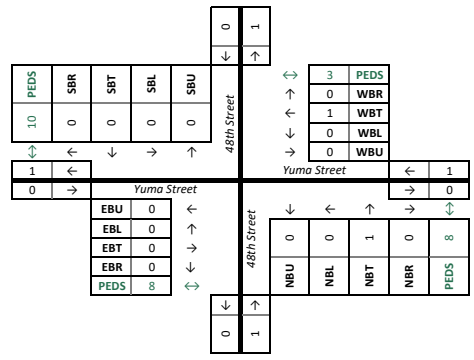 0 1
↓ ↑
PEDS SBR SBT SBL SBU
10 0 0 0 0
↕ ← ↓ → ↑
48th Street
↔ 3 PEDS
↑ 0 WBR
← 1 WBT
↓ 0 WBL
→ 0 WBU
1 ←
0 →
Yuma Street
Yuma Street
← 1
→ 0
EBU 0 ←
EBL 0 ↑
EBT 0 →
EBR 0 ↓
PEDS 8 ↔
48th Street
↓ ← ↑ → ↕
0 0 1 0 8
NBU NBL NBT NBR PEDS
↓ ↑
0 1